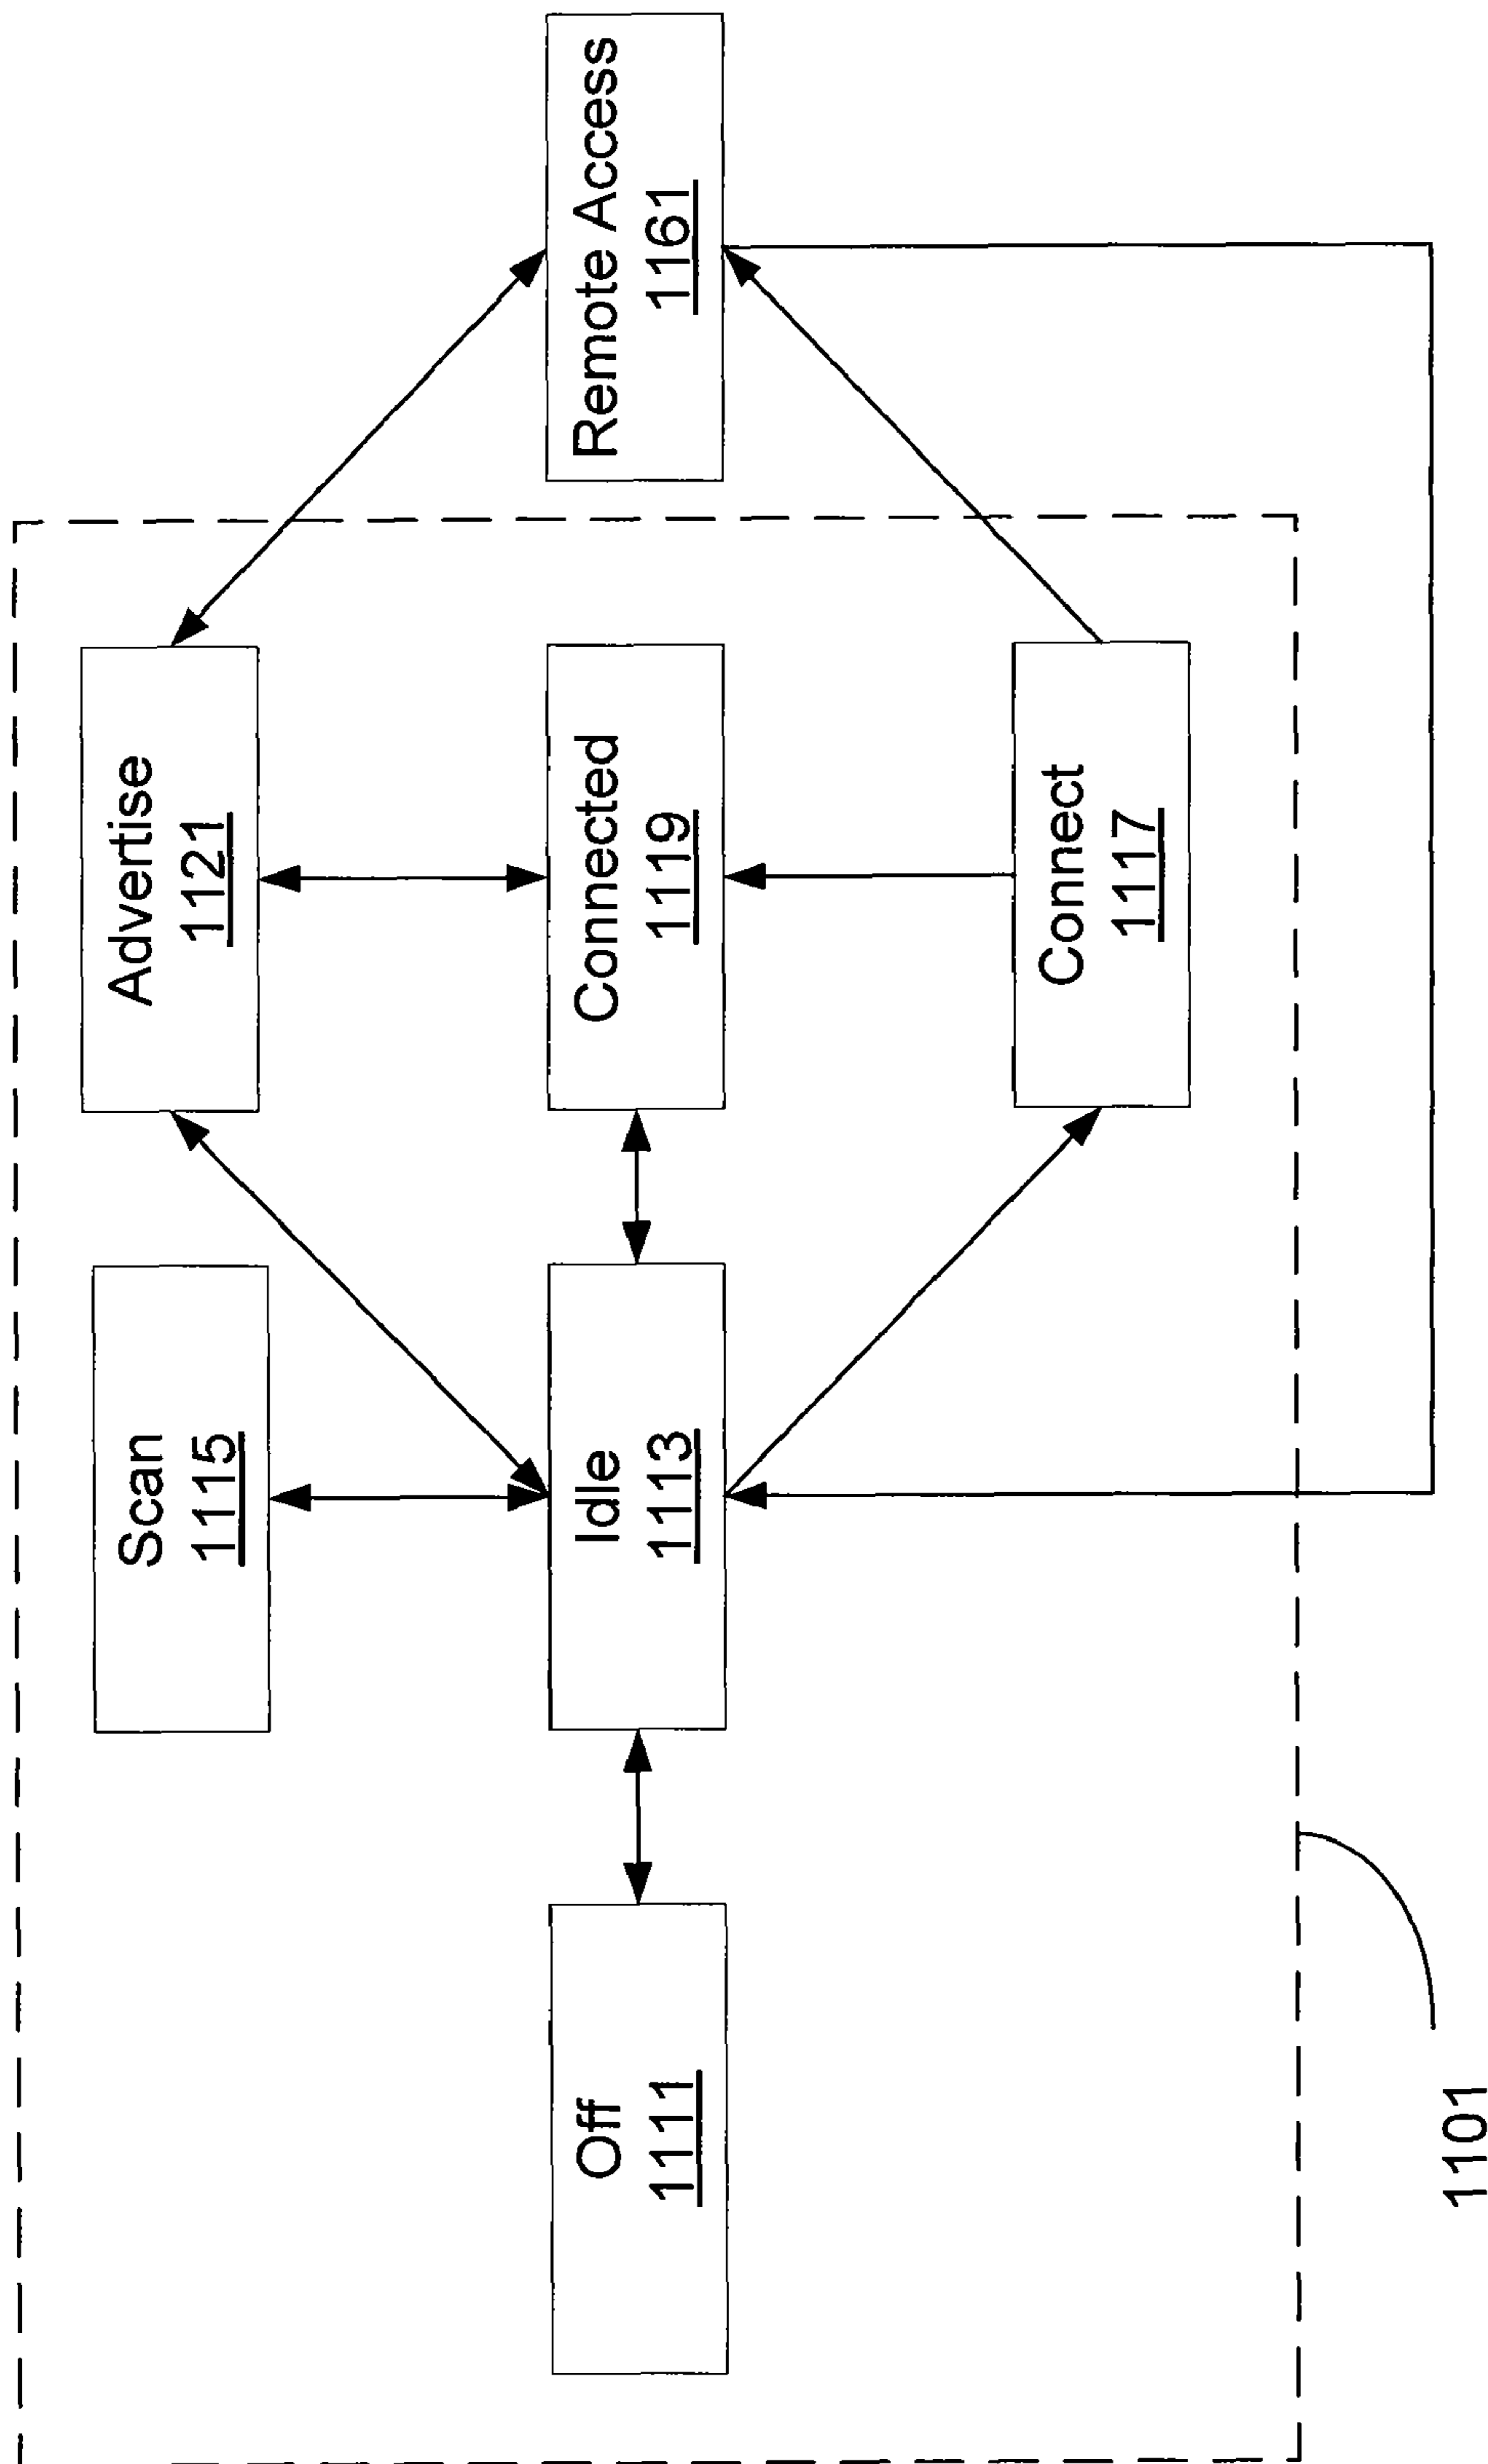 Scan
1115
Advertise
1121
Off
1111
Idle
1113
Connected
1119
Remote Access
1161
Connect
1117
1101